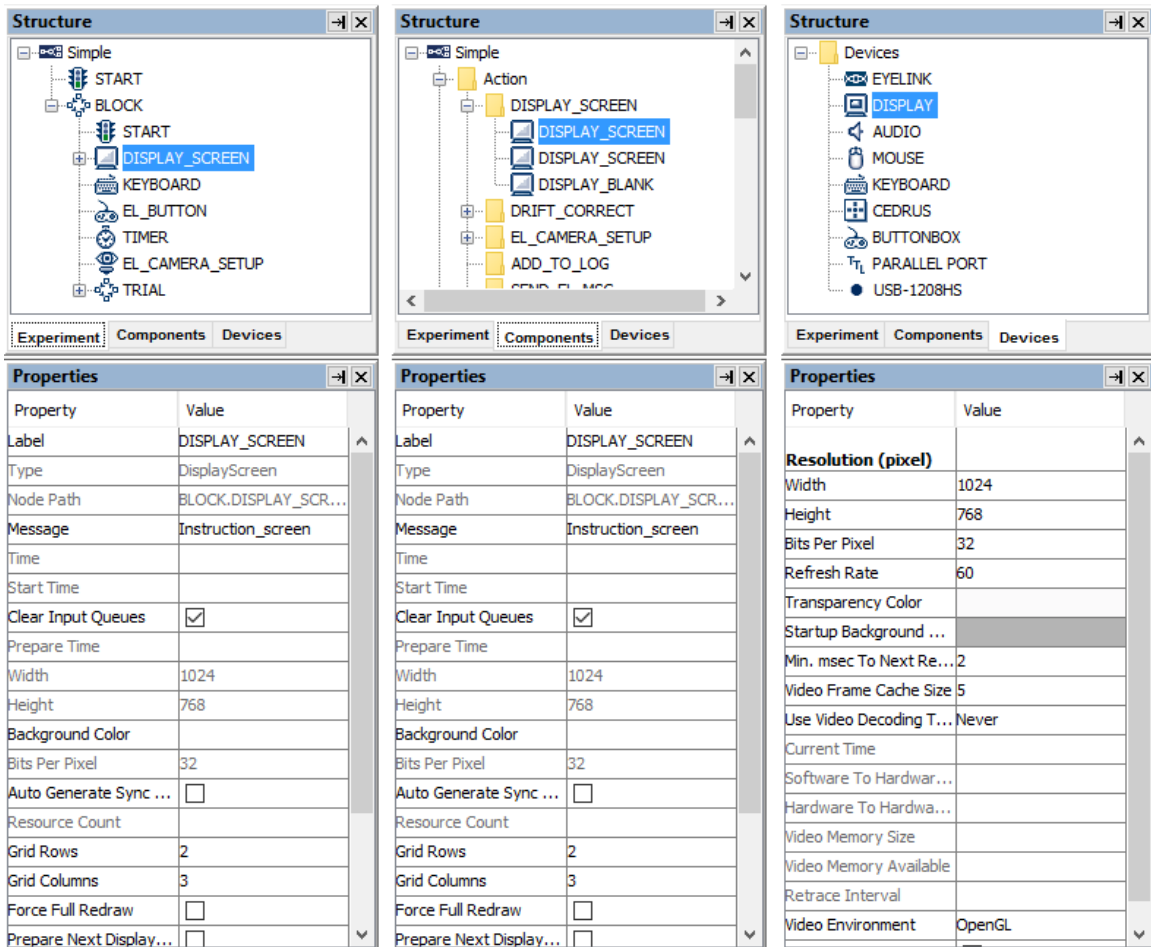 Structure
Simple
START
BLOCK
START
DISPLAY_SCREEN
KEYBOARD
EL_BUTTON
TIMER
EL_CAMERA_SETUP
TRIAL
Experiment Components Devices
Properties
Property Value
Label DISPLAY_SCREEN
Type DisplayScreen
Node Path BLOCK.DISPLAY_SCR...
Message Instruction_screen
Time
Start Time
Clear Input Queues
Prepare Time
Width 1024
Height 768
Background Color
Bits Per Pixel 32
Auto Generate Sync ...
Resource Count
Grid Rows 2
Grid Columns 3
Force Full Redraw
Prepare Next Display...
Structure
Simple
Action
DISPLAY_SCREEN
DISPLAY_SCREEN
DISPLAY_SCREEN
DISPLAY_BLANK
DRIFT_CORRECT
EL_CAMERA_SETUP
ADD_TO_LOG
SEND_EL_MSG
Experiment Components Devices
Properties
Property Value
Label DISPLAY_SCREEN
Type DisplayScreen
Node Path BLOCK.DISPLAY_SCR...
Message Instruction_screen
Time
Start Time
Clear Input Queues
Prepare Time
Width 1024
Height 768
Background Color
Bits Per Pixel 32
Auto Generate Sync ...
Resource Count
Grid Rows 2
Grid Columns 3
Force Full Redraw
Prepare Next Display...
Structure
Devices
EYELINK
DISPLAY
AUDIO
MOUSE
KEYBOARD
CEDRUS
BUTTONBOX
TTL PARALLEL PORT
USB-1208HS
Experiment Components Devices
Properties
Property Value
Resolution (pixel)
Width 1024
Height 768
Bits Per Pixel 32
Refresh Rate 60
Transparency Color
Startup Background ...
Min. msec To Next Re... 2
Video Frame Cache Size 5
Use Video Decoding T... Never
Current Time
Software To Hardwar...
Hardware To Hardwa...
Video Memory Size
Video Memory Available
Retrace Interval
Video Environment OpenGL